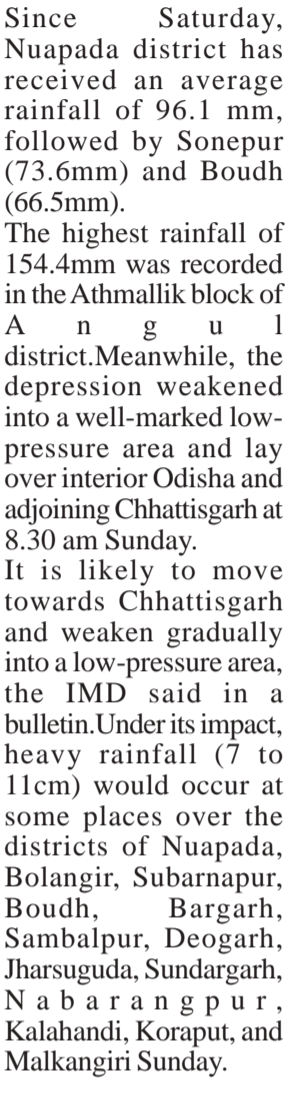 Since Saturday,
Nuapada district has
received an average
rainfall of 96.1 mm,
followed by Sonepur
(73.6mm) and Boudh
(66.5mm).
The highest rainfall of
154.4mm was recorded
in the Athmallik block of
A n g u l
district.Meanwhile, the
depression weakened
into a well-marked low-
pressure area and lay
over interior Odisha and
adjoining Chhattisgarh at
8.30 am Sunday.
It is likely to move
towards Chhattisgarh
and weaken gradually
into a low-pressure area,
the IMD said in a
bulletin.Under its impact,
heavy rainfall (7 to
11cm) would occur at
some places over the
districts of Nuapada,
Bolangir, Subarnapur,
Boudh, Bargarh,
Sambalpur, Deogarh,
Jharsuguda, Sundargarh,
N a b a r a n g p u r ,
Kalahandi, Koraput, and
Malkangiri Sunday.